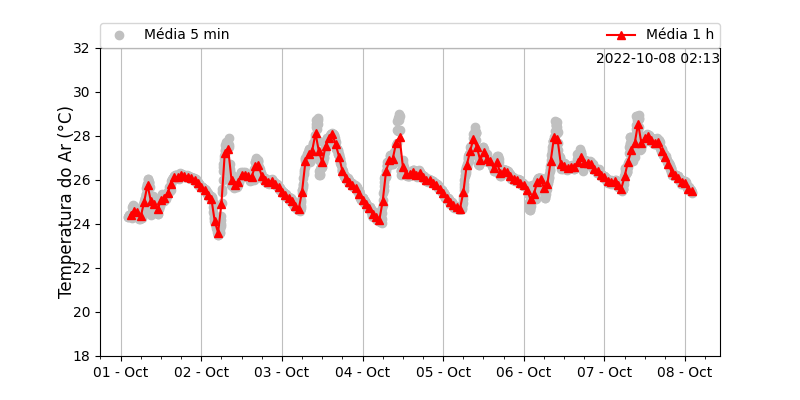 Média 5 min
Média 1 h
2022-10-08 02:13
Temperatura do Ar (°C)
32
30
28
26
24
22
20
18
01 - Oct
02 - Oct
03 - Oct
04 - Oct
05 - Oct
06 - Oct
07 - Oct
08 - Oct